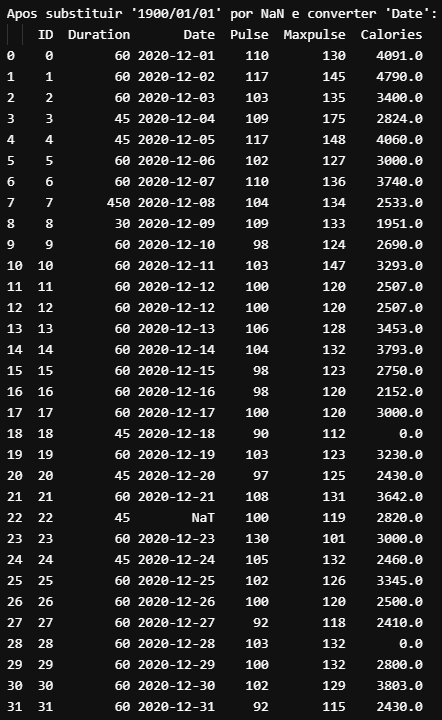 Apos substituir '1900/01/01' por NaN e converter 'Date':
ID Duration Date Pulse Maxpulse Calories
0 0 60 2020-12-01 110 130 4091.0
1 1 60 2020-12-02 117 145 4790.0
2 2 60 2020-12-03 103 135 3400.0
3 3 45 2020-12-04 109 175 2824.0
4 4 45 2020-12-05 117 148 4060.0
5 5 60 2020-12-06 102 127 3000.0
6 6 60 2020-12-07 110 136 3740.0
7 7 450 2020-12-08 104 134 2533.0
8 8 30 2020-12-09 109 133 1951.0
9 9 60 2020-12-10 98 124 2690.0
10 10 60 2020-12-11 103 147 3293.0
11 11 60 2020-12-12 100 120 2507.0
12 12 60 2020-12-12 100 120 2507.0
13 13 60 2020-12-13 106 128 3453.0
14 14 60 2020-12-14 104 132 3793.0
15 15 60 2020-12-15 98 123 2750.0
16 16 60 2020-12-16 98 120 2152.0
17 17 60 2020-12-17 100 120 3000.0
18 18 45 2020-12-18 90 112 0.0
19 19 60 2020-12-19 103 123 3230.0
20 20 45 2020-12-20 97 125 2430.0
21 21 60 2020-12-21 108 131 3642.0
22 22 45 NaT 100 119 2820.0
23 23 60 2020-12-23 130 101 3000.0
24 24 45 2020-12-24 105 132 2460.0
25 25 60 2020-12-25 102 126 3345.0
26 26 60 2020-12-26 100 120 2500.0
27 27 60 2020-12-27 92 118 2410.0
28 28 60 2020-12-28 103 132 0.0
29 29 60 2020-12-29 100 132 2800.0
30 30 60 2020-12-30 102 129 3803.0
31 31 60 2020-12-31 92 115 2430.0